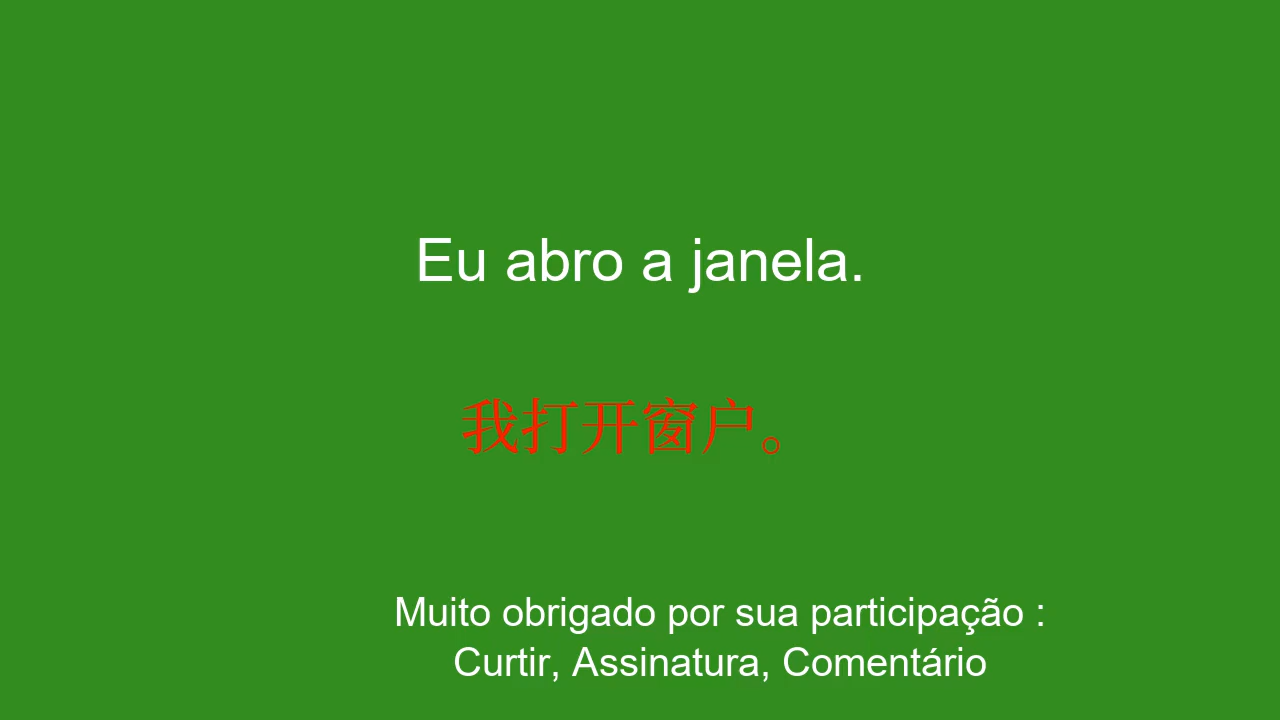 Eu abro a janela.
我打开窗户。
Muito obrigado por sua participação :
Curtir, Assinatura, Comentário